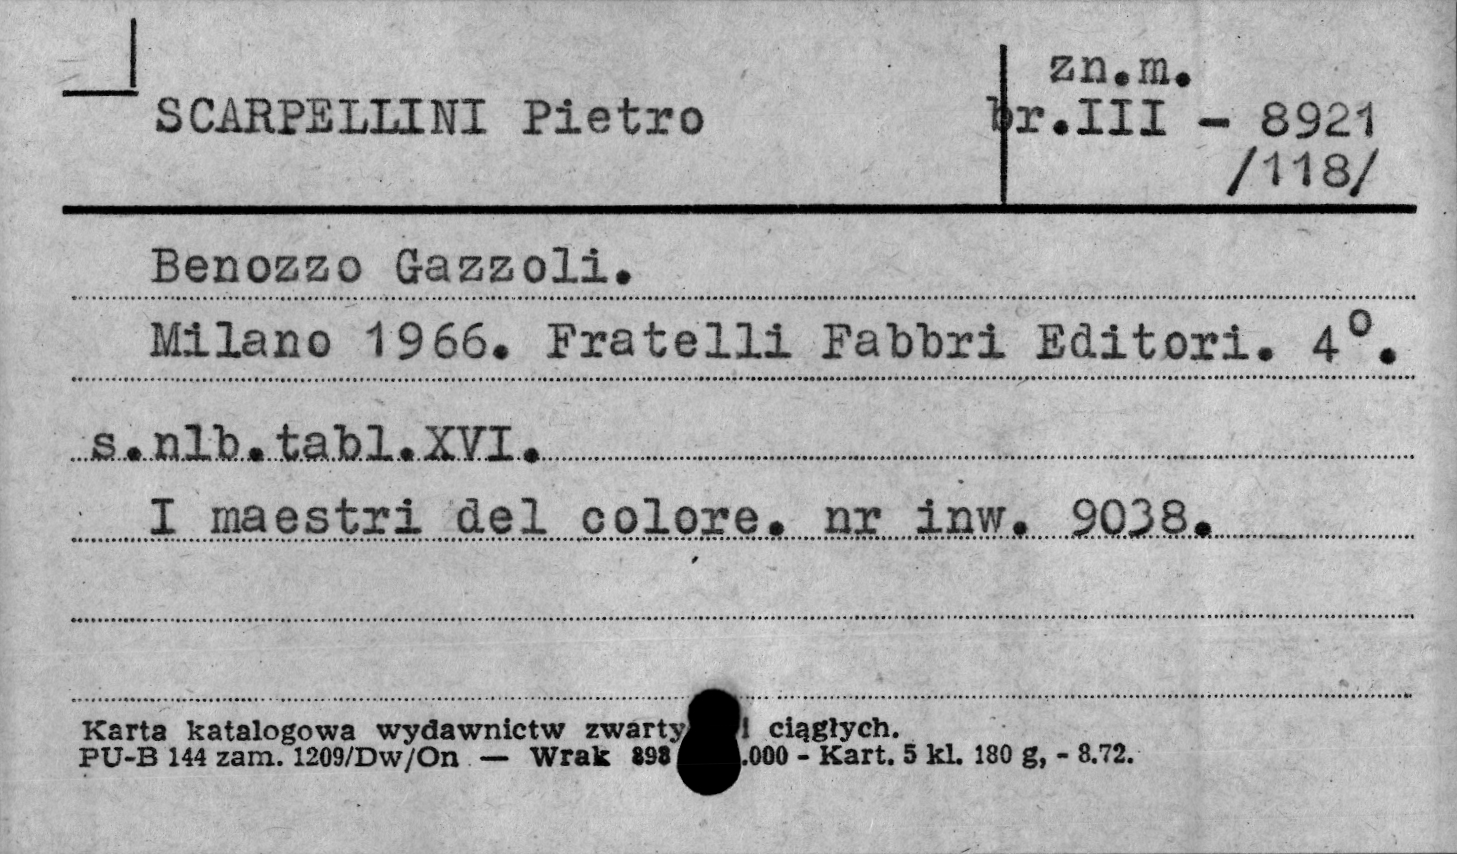 zn.m.
SCARPELLINI Pietro br.III - 8921
/118/
Benozzo Gazzoli.
Milano 1966. Fratelli Fabbri Editori. 4º.
s.nlb.tabl.XVI.
I maestri del colore. nr inw. 9038.
Karta katalogowa wydawnictw ciągłych.
PU-B 144 zam. 1209/Dw/On — Wrak 898 .000 - Kart. 5 kl. 180 g, - 8.72.